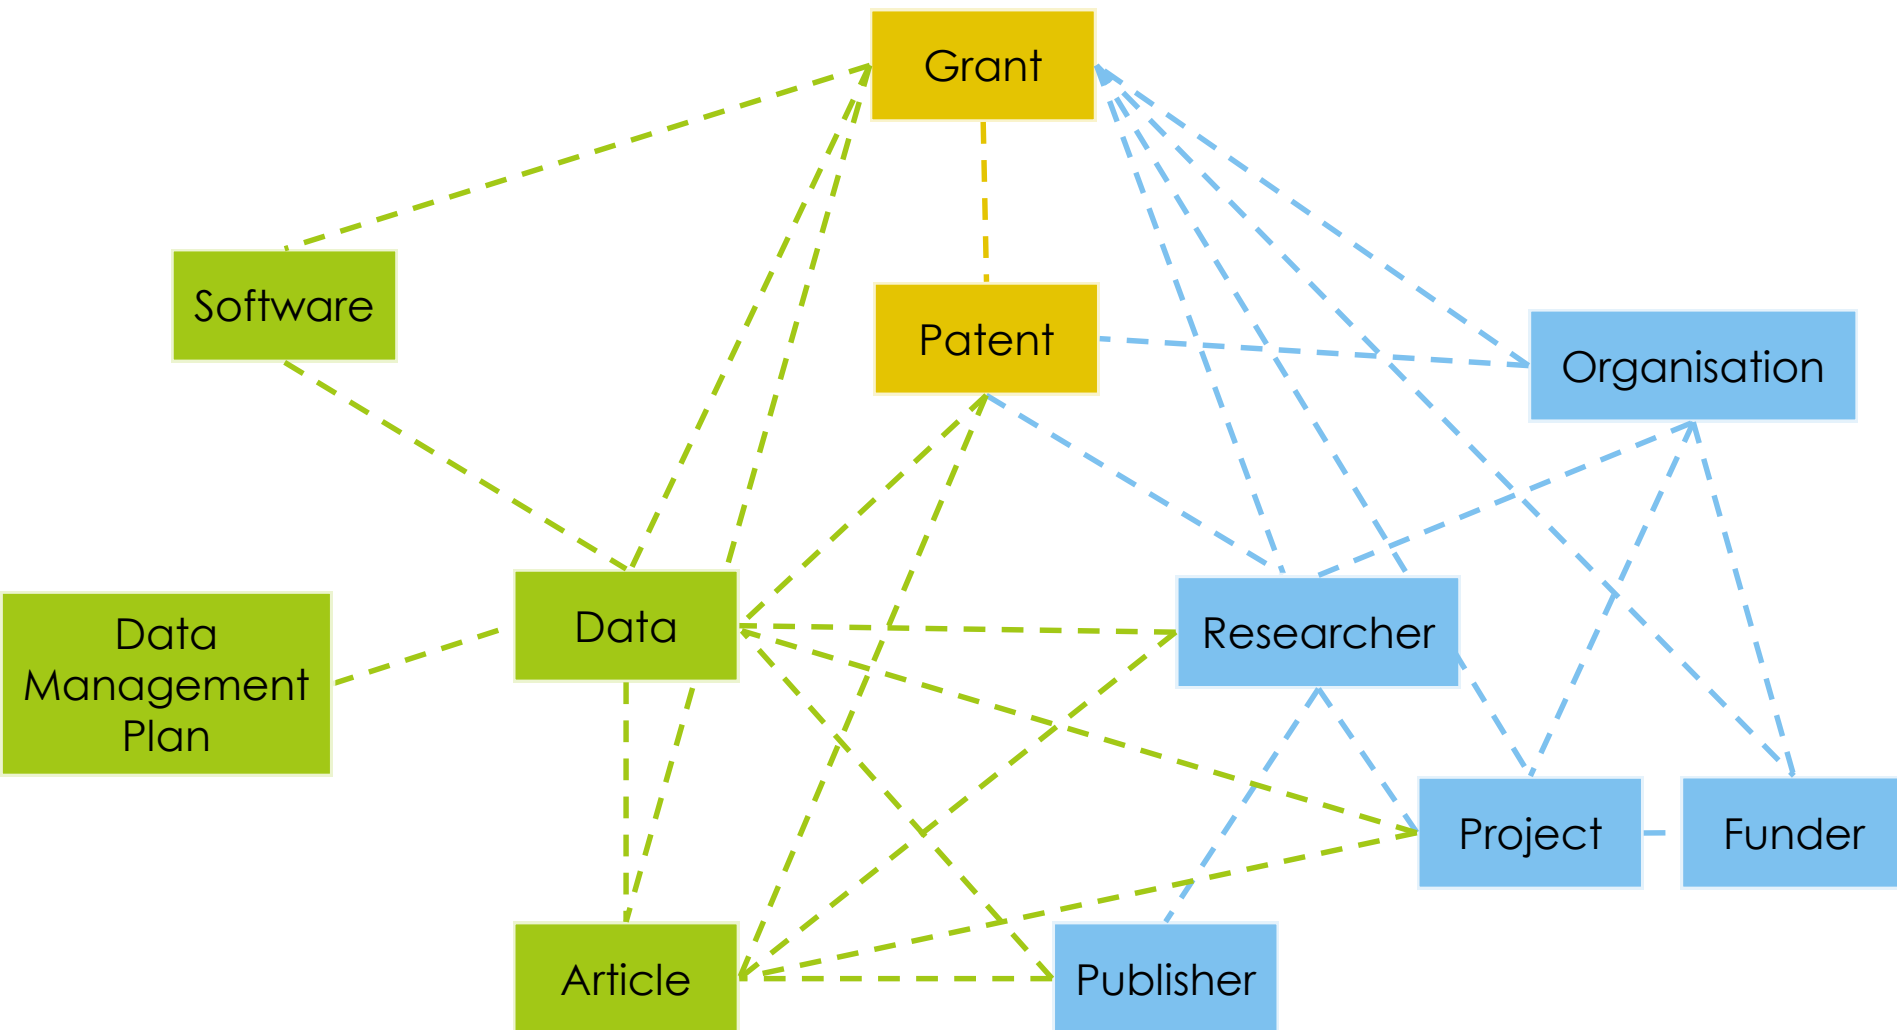 Grant
Software
Patent
Organisation
Data
Management
Plan
Data
Researcher
Project
Funder
Article
Publisher